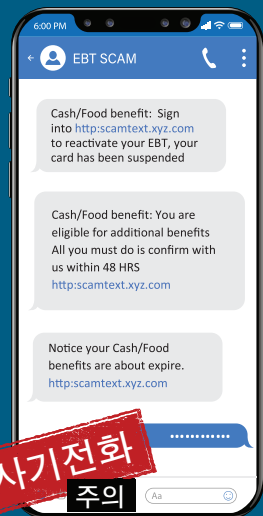 6:00 PM
EBT SCAM
Cash/Food benefit: Sign
into http:scamtext.xyz.com
to reactivate your EBT, your
card has been suspended
Cash/Food benefit: You are
eligible for additional benefits
All you must do is confirm with
us within 48 HRS
http:scamtext.xyz.com
Notice your Cash/Food
benefits are about expire.
http:scamtext.xyz.com
사기전화
주의
Aa